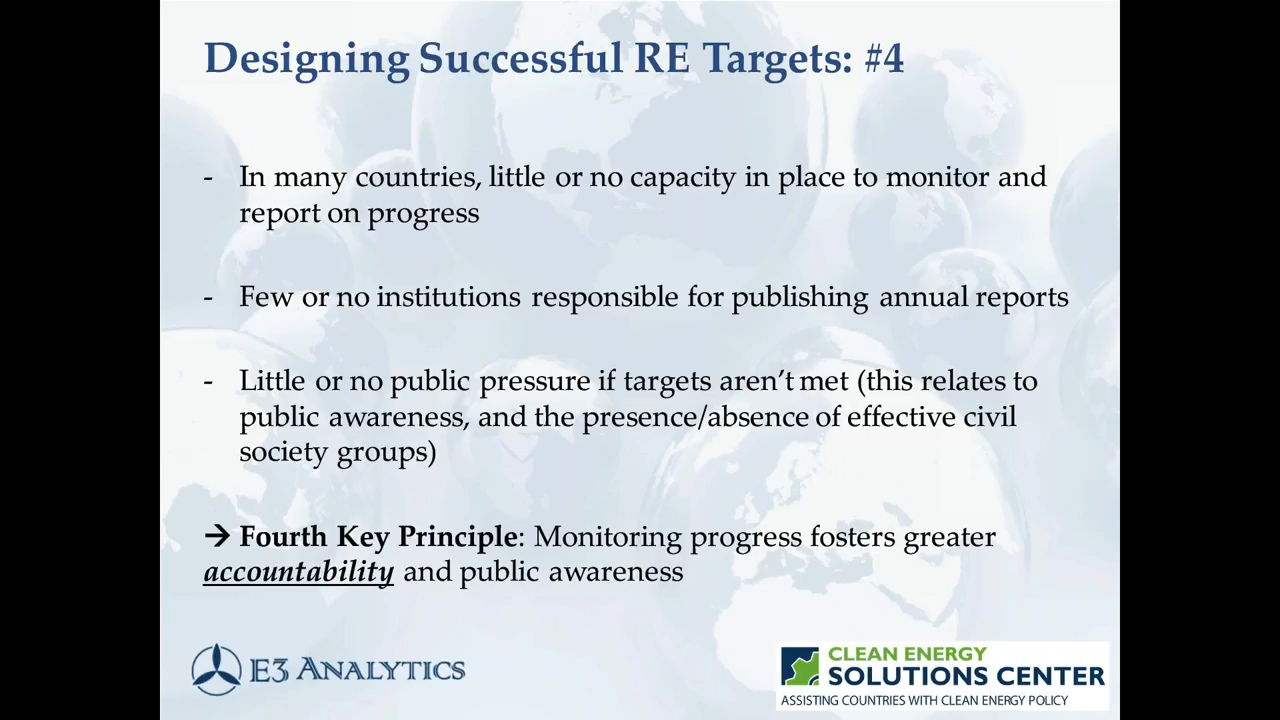 Designing Successful RE Targets: #4
- In many countries, little or no capacity in place to monitor and
report on progress
- Few or no institutions responsible for publishing annual reports
- Little or no public pressure if targets aren’t met (this relates to
public awareness, and the presence/absence of effective civil
society groups)
→ Fourth Key Principle: Monitoring progress fosters greater
accountability and public awareness
E3 ANALYTICS
CLEAN ENERGY
SOLUTIONS CENTER
ASSISTING COUNTRIES WITH CLEAN ENERGY POLICY